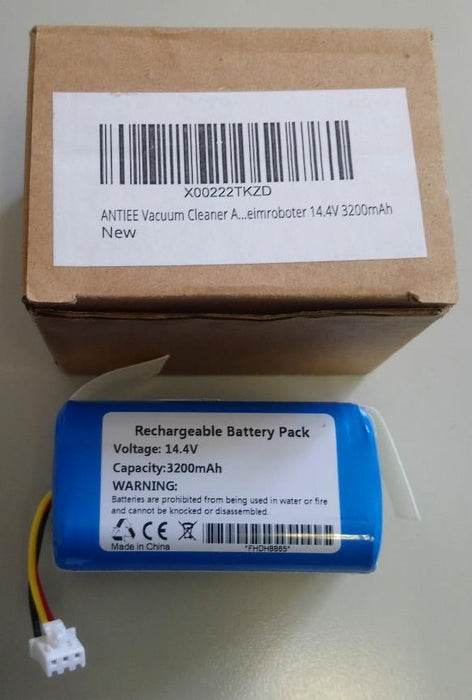 X00222TKZD
ANTIEE Vacuum Cleaner A...eimroboter 14.4V 3200mAh
New
Rechargeable Battery Pack
Voltage: 14.4V
Capacity:3200mAh
WARNING:
Batteries are prohibited from being used in water or fire
and cannot be knocked or disassembled.
CE
Made in China
*FHDH8865*